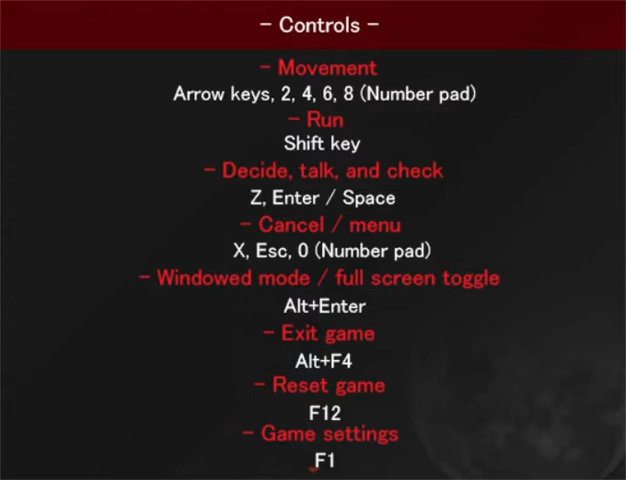 - Controls -
- Movement
Arrow keys, 2, 4, 6, 8 (Number pad)
- Run
Shift key
- Decide, talk, and check
Z, Enter / Space
- Cancel / menu
X, Esc, 0 (Number pad)
- Windowed mode / full screen toggle
Alt+Enter
- Exit game
Alt+F4
- Reset game
F12
- Game settings
F1